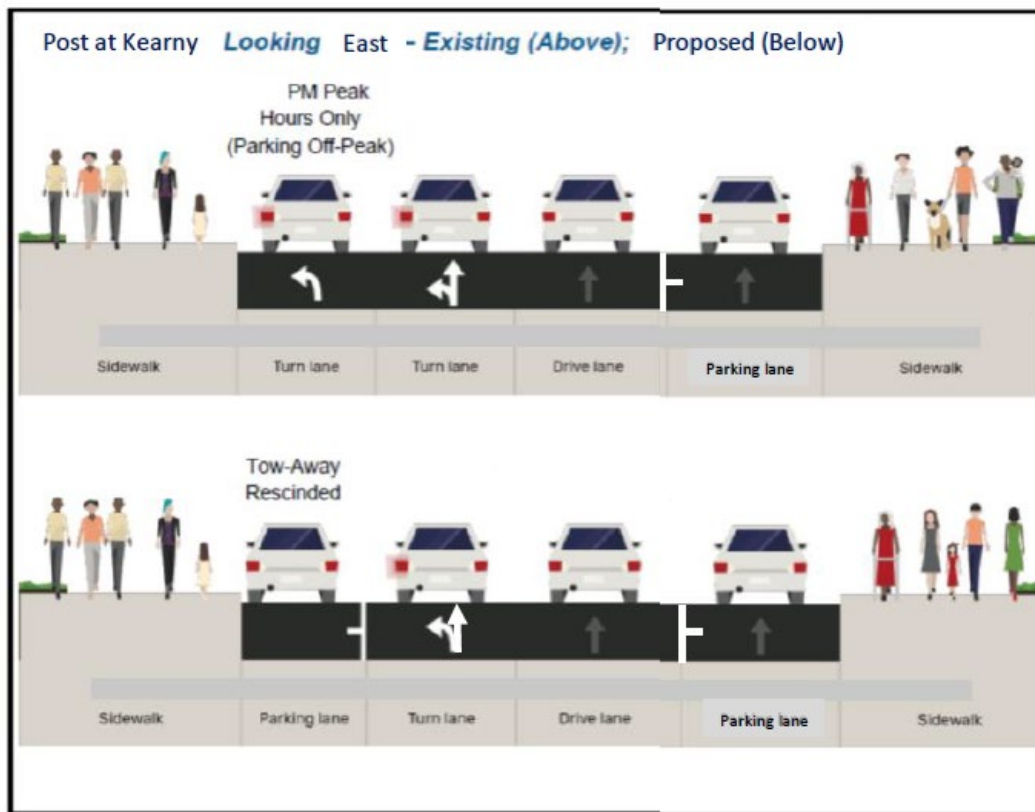 Post at Kearny Looking East - Existing (Above); Proposed (Below)
PM Peak
Hours Only
(Parking Off-Peak)
Sidewalk Turn lane Turn lane Drive lane Parking lane Sidewalk
Tow-Away
Rescinded
Sidewalk Parking lane Turn lane Drive lane Parking lane Sidewalk